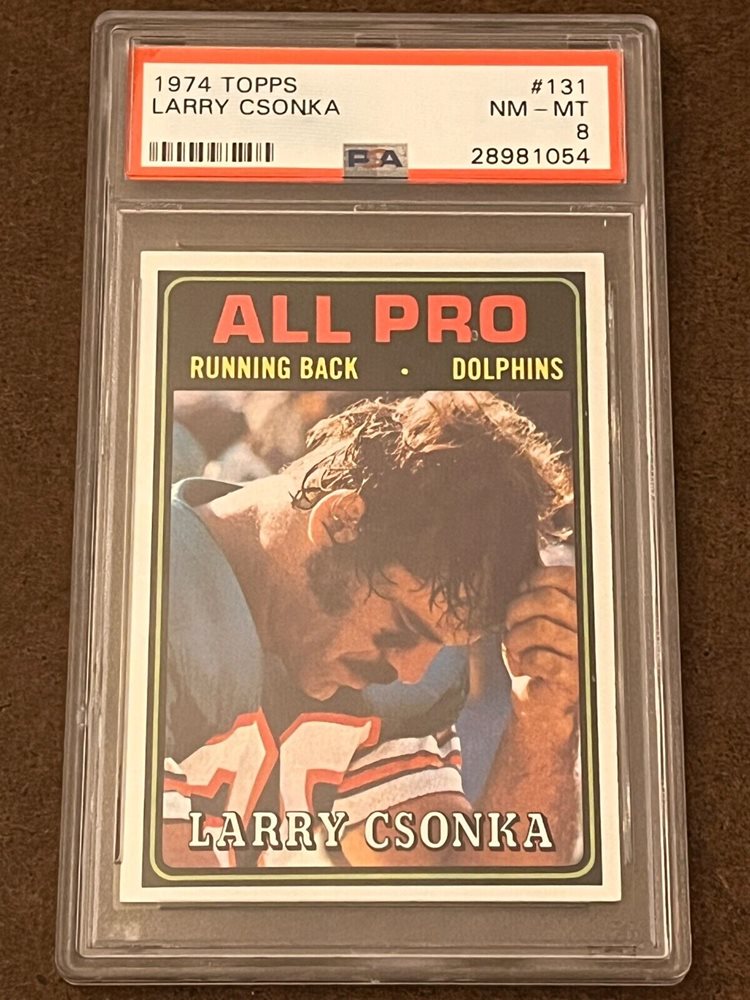 1974 TOPPS #131
LARRY CSONKA NM - MT
8
PSA 28981054
ALL PRO
RUNNING BACK · DOLPHINS
LARRY CSONKA